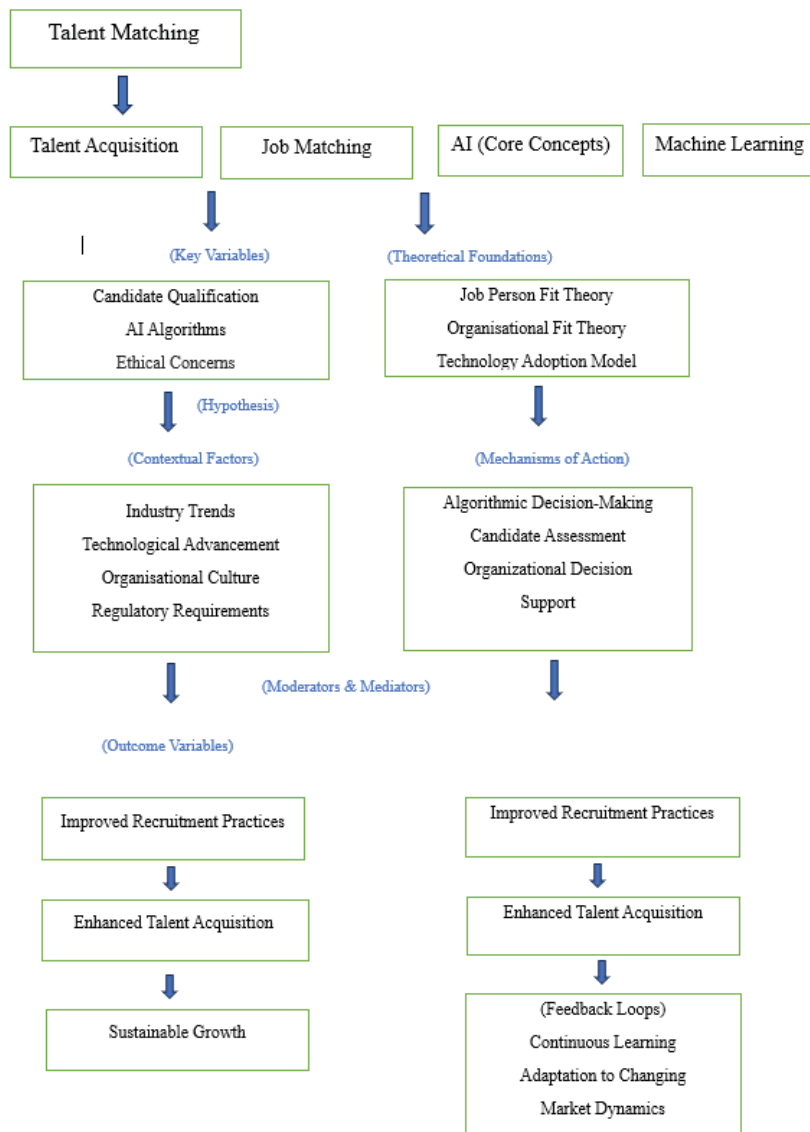 Talent Matching
Talent Acquisition
Job Matching
AI (Core Concepts)
Machine Learning
(Key Variables)
(Theoretical Foundations)
Candidate Qualification
AI Algorithms
Ethical Concerns
Job Person Fit Theory
Organisational Fit Theory
Technology Adoption Model
(Hypothesis)
(Contextual Factors)
(Mechanisms of Action)
Industry Trends
Technological Advancement
Organisational Culture
Regulatory Requirements
Algorithmic Decision-Making
Candidate Assessment
Organizational Decision
Support
(Moderators & Mediators)
(Outcome Variables)
Improved Recruitment Practices
Enhanced Talent Acquisition
Sustainable Growth
Improved Recruitment Practices
Enhanced Talent Acquisition
(Feedback Loops)
Continuous Learning
Adaptation to Changing
Market Dynamics